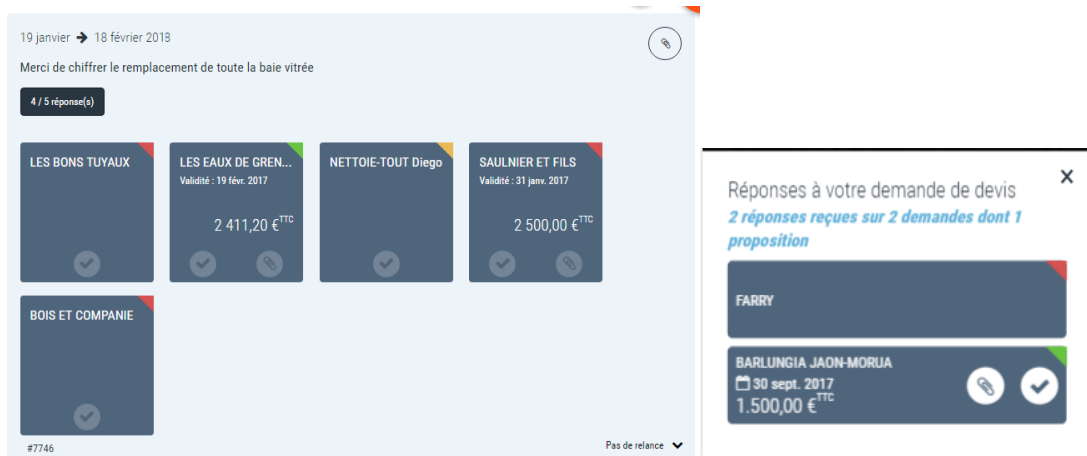 19 janvier → 18 février 2018
Merci de chiffrer le remplacement de toute la baie vitrée
4 / 5 réponse(s)
LES BONS TUYAUX
LES EAUX DE GREN...
Validité : 19 févr. 2017
2 411,20 €TTC
NETTOIE-TOUT Diego
SAULNIER ET FILS
Validité : 31 janv. 2017
2 500,00 €TTC
BOIS ET COMPANIE
#7746
Pas de relance
Réponses à votre demande de devis
2 réponses reçues sur 2 demandes dont 1
proposition
FARRY
BARLUNGIA JAON-MORUA
30 sept. 2017
1.500,00 €TTC